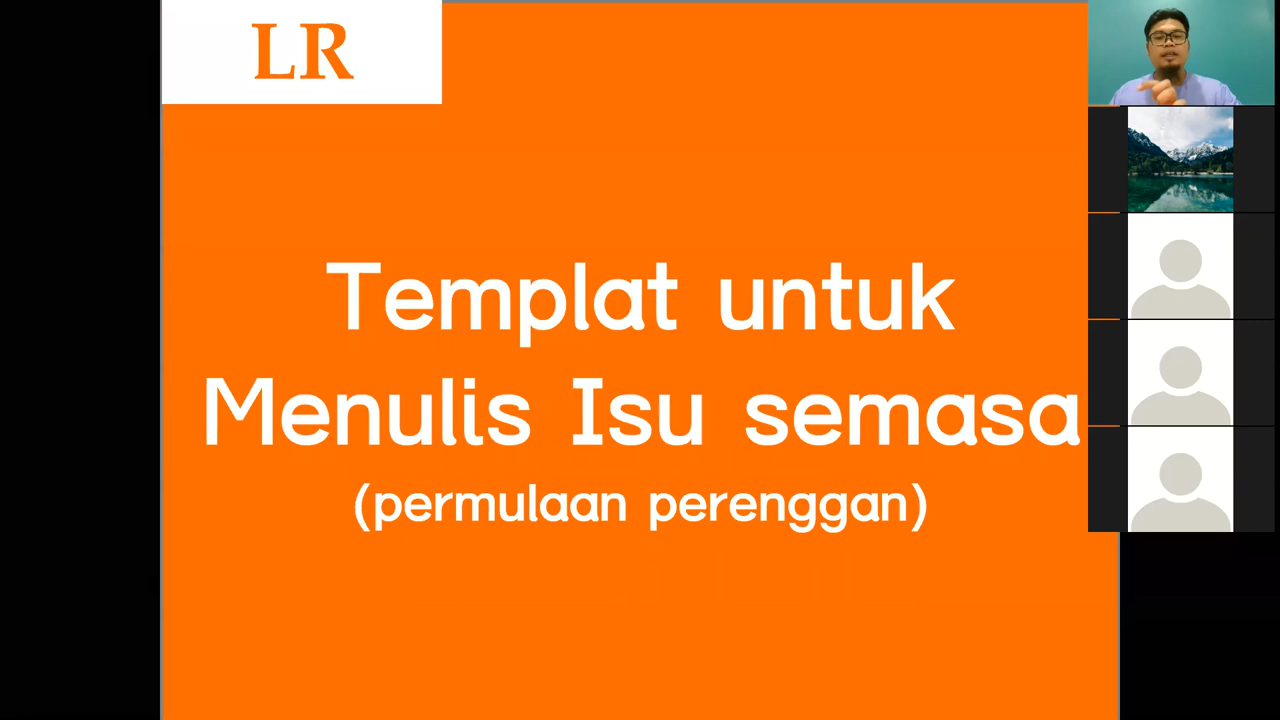 LR
Templat untuk
Menulis Isu semasa
(permulaan perenggan)